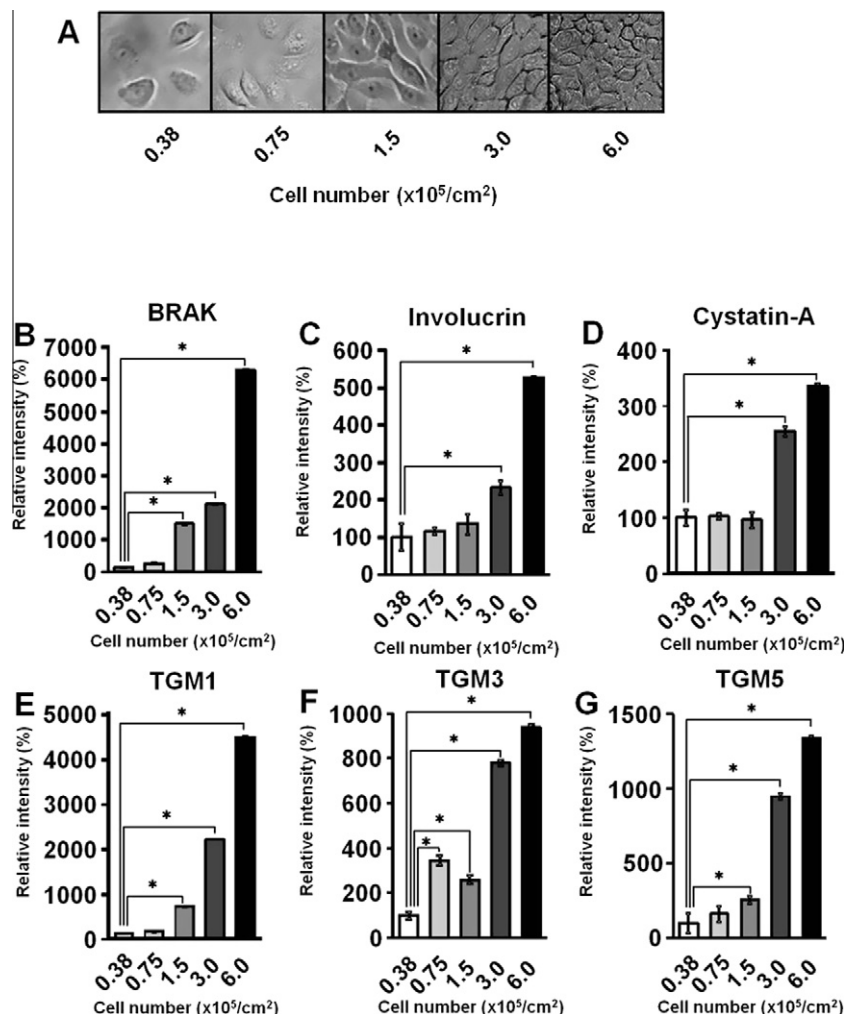 A
0.38 0.75 1.5 3.0 6.0
Cell number (x10⁵/cm²)
B BRAK
Relative intensity (%)
7000
6000
5000
4000
3000
2000
1000
0
* * *
0.38 0.75 1.5 3.0 6.0
Cell number (x10⁵/cm²)
C Involucrin
Relative intensity (%)
600
500
400
300
200
100
0
* *
0.38 0.75 1.5 3.0 6.0
Cell number (x10⁵/cm²)
D Cystatin-A
Relative intensity (%)
400
300
200
100
0
* *
0.38 0.75 1.5 3.0 6.0
Cell number (x10⁵/cm²)
E TGM1
Relative intensity (%)
5000
4000
3000
2000
1000
0
* * *
0.38 0.75 1.5 3.0 6.0
Cell number (x10⁵/cm²)
F TGM3
Relative intensity (%)
1000
800
600
400
200
0
* * * *
0.38 0.75 1.5 3.0 6.0
Cell number (x10⁵/cm²)
G TGM5
Relative intensity (%)
1500
1000
500
0
* * *
0.38 0.75 1.5 3.0 6.0
Cell number (x10⁵/cm²)